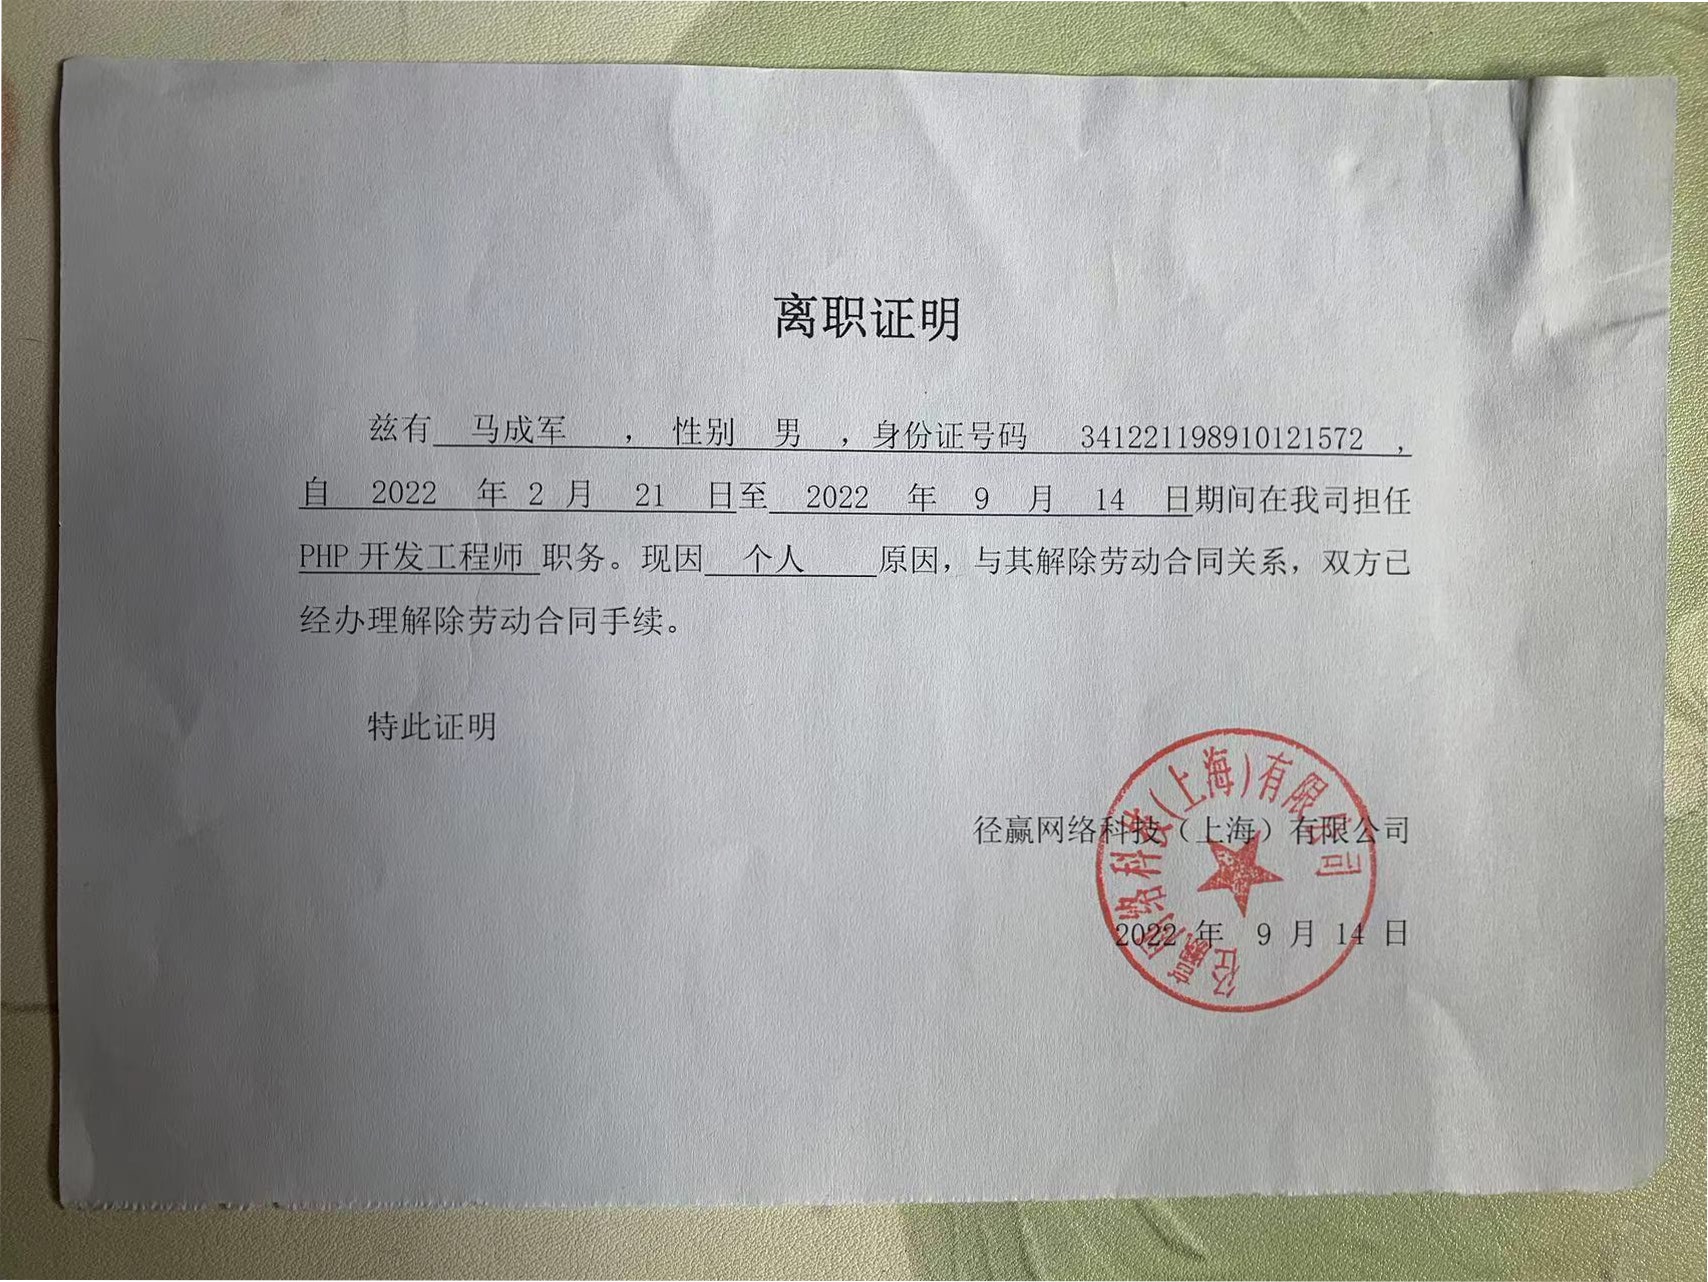 离职证明
兹有 马成军 ， 性别 男 ，身份证号码 341221198910121572 ，
自 2022 年 2 月 21 日至 2022 年 9 月 14 日期间在我司担任
PHP 开发工程师 职务。现因 个人 原因，与其解除劳动合同关系，双方已
经办理解除劳动合同手续。
特此证明
径赢网络科技（上海）有限公司
2022 年 9 月 14 日
径赢网络科技(上海)有限公司